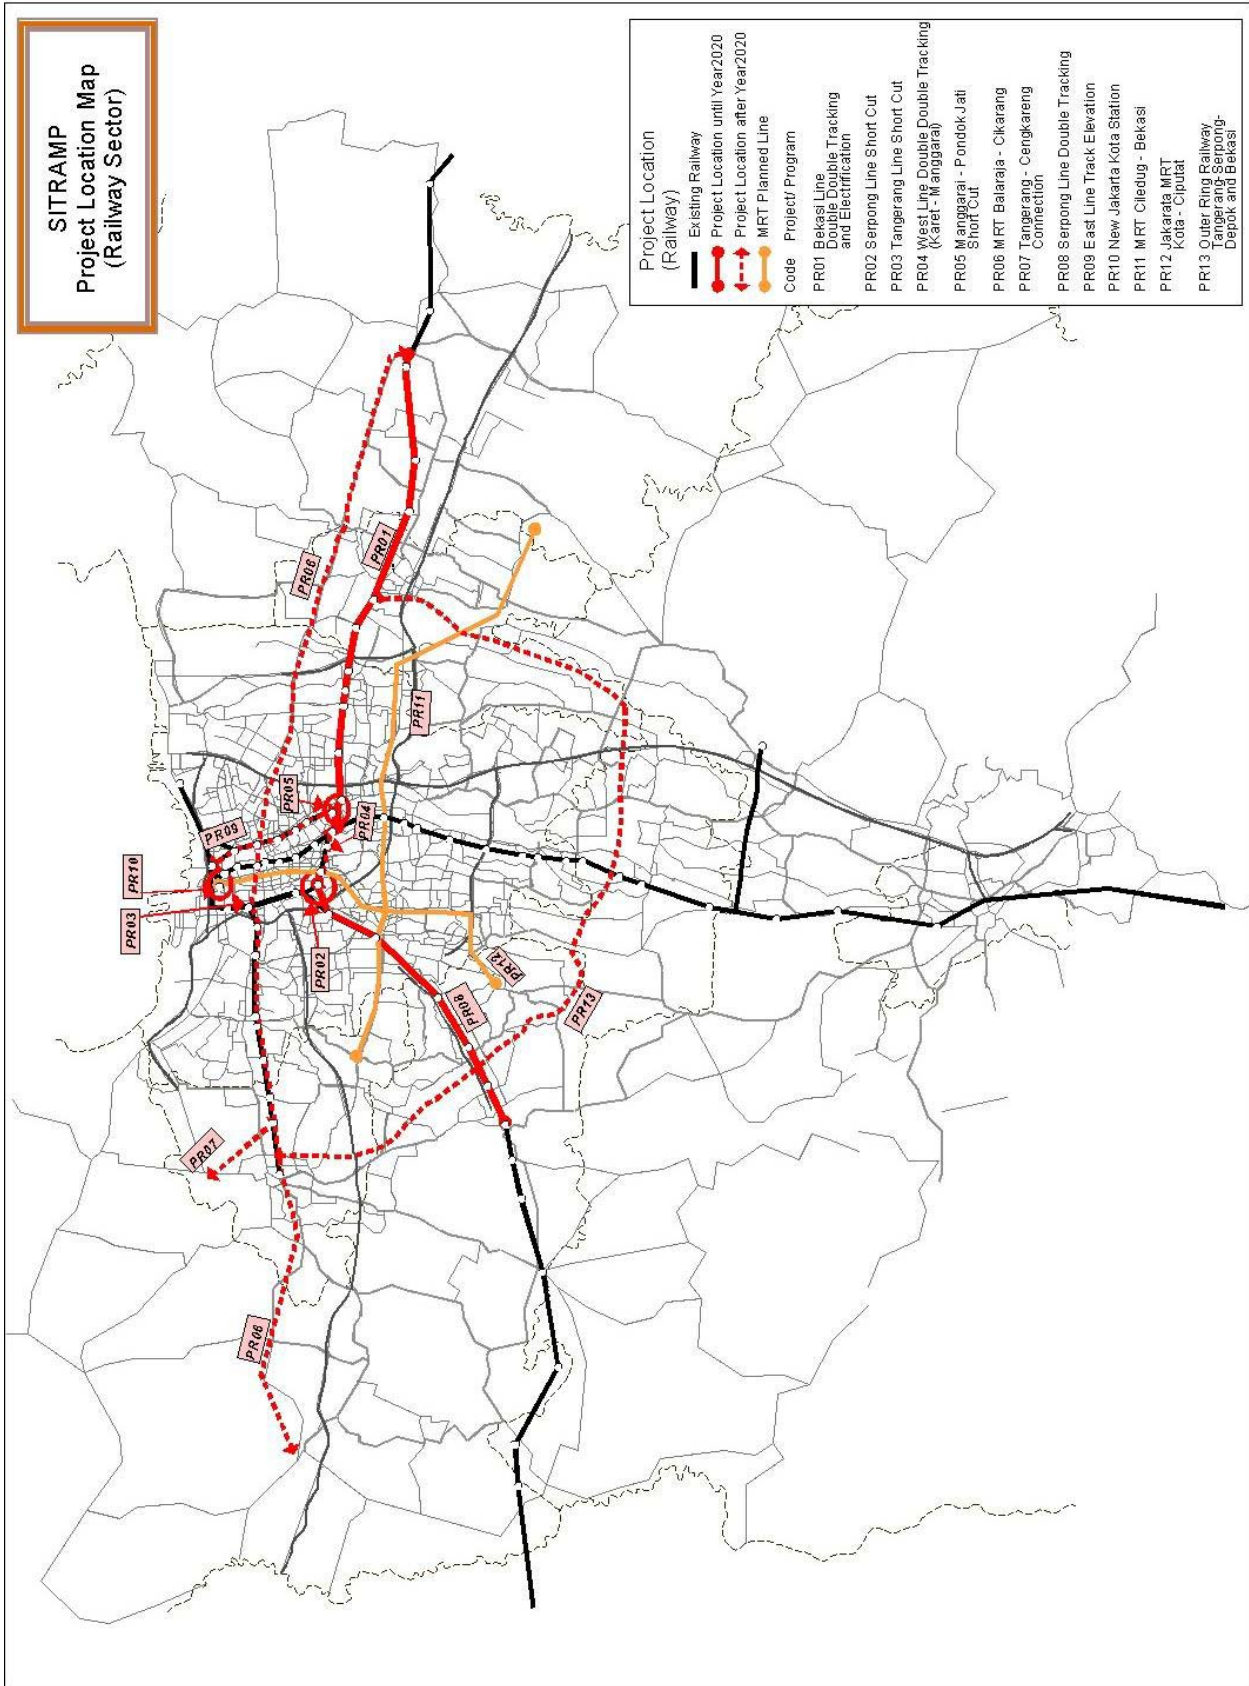 SITRAMP
Project Location Map
(Railway Sector)
Project Location
(Railway)
Existing Railway
Project Location until Year2020
Project Location after Year2020
MRT Planned Line
Code Project/ Program
PR01 Bekasi Line
Double Double Tracking
and Electrification
PR02 Serpong Line Short Cut
PR03 Tangerang Line Short Cut
PR04 West Line Double Double Tracking
(Karet - Manggarai)
PR05 Manggarai - Pondok Jati
Short Cut
PR06 MRT Balaraja - Cikarang
PR07 Tangerang - Cengkareng
Connection
PR08 Serpong Line Double Tracking
PR09 East Line Track Elevation
PR10 New Jakarta Kota Station
PR11 MRT Ciledug - Bekasi
PR12 Jakarata MRT
Kota - Ciputat
PR13 Outer Ring Railway
Tangerang-Serpong-
Depok and Bekasi
PR06
PR01
PR11
PR05
PR04
PR09
PR10
PR03
PR02
PR12
PR08
PR13
PR07
PR06